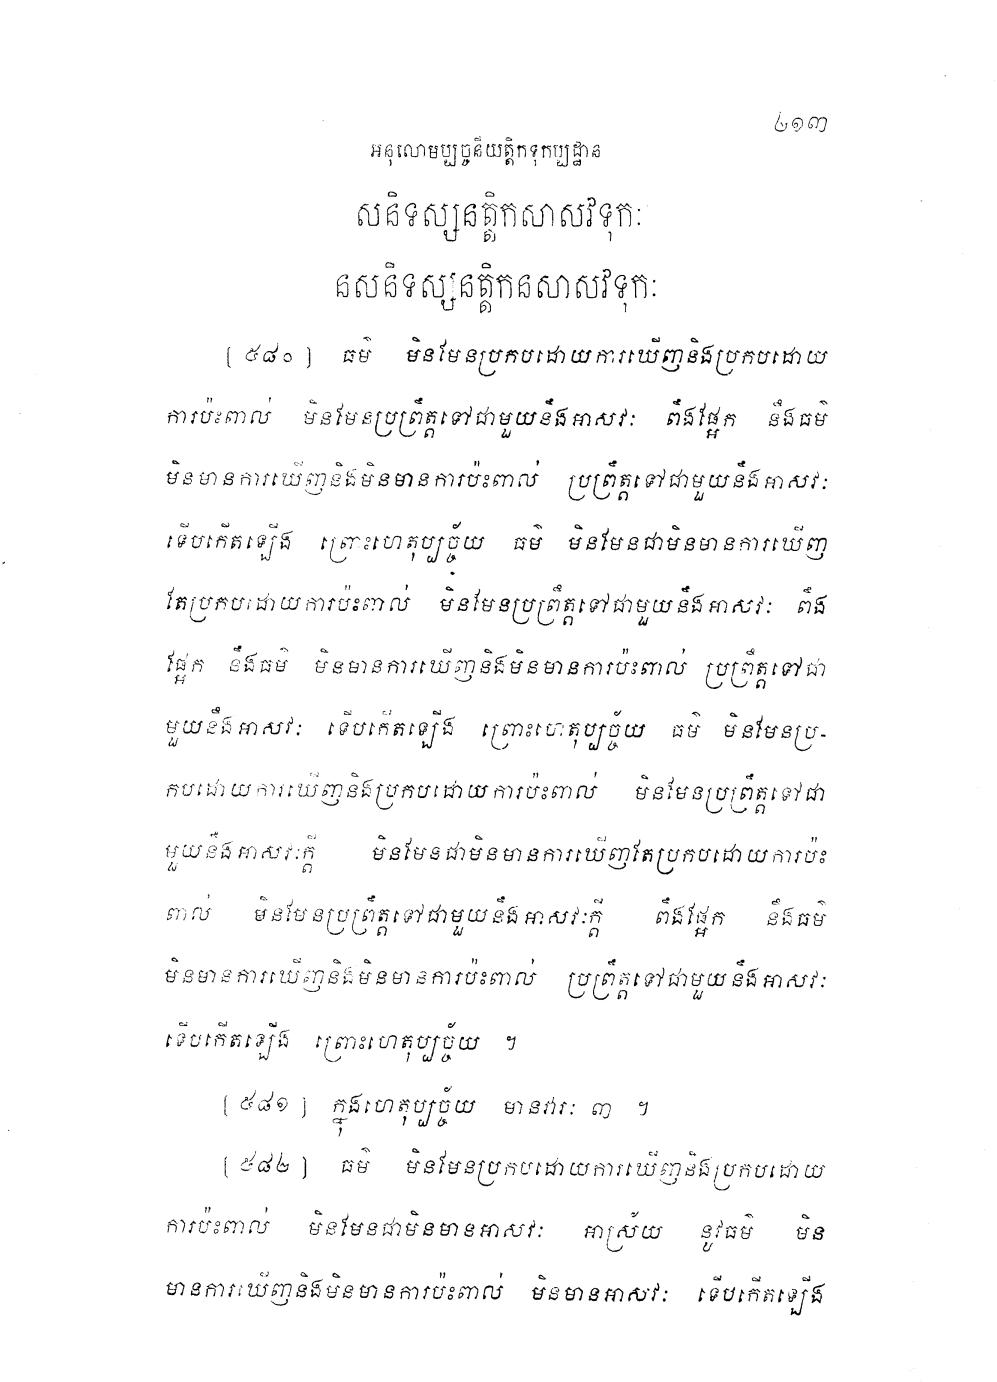 ២១៣
អនុលោមប្បច្ចនីយត្តិកទុកប្បដ្ឋាន
សនិទស្សនត្តិកសាសវទុកៈ
នសនិទស្សនត្តិកនសាសវទុកៈ
[ ៥៨០ ] ធម៌ មិនមែនប្រកបដោយការឃើញនិងប្រកបដោយ
ការប៉ះពាល់ មិនមែនប្រព្រឹត្តទៅជាមួយនឹងអាសវៈ ពឹងផ្អែក នឹងធម៌
មិនមានការឃើញនិងមិនមានការប៉ះពាល់ ប្រព្រឹត្តទៅជាមួយនឹងអាសវៈ
ទើបកើតឡើង ព្រោះហេតុប្បច្ច័យ ធម៌ មិនមែនជាមិនមានការឃើញ
តែប្រកបដោយការប៉ះពាល់ មិនមែនប្រព្រឹត្តទៅជាមួយនឹងអាសវៈ ពឹង
ផ្អែក នឹងធម៌ មិនមានការឃើញនិងមិនមានការប៉ះពាល់ ប្រព្រឹត្តទៅជា
មួយនឹងអាសវៈ ទើបកើតឡើង ព្រោះហេតុប្បច្ច័យ ធម៌ មិនមែនប្រ-
កបដោយការឃើញនិងប្រកបដោយការប៉ះពាល់ មិនមែនប្រព្រឹត្តទៅជា
មួយនឹងអាសវៈក្តី មិនមែនជាមិនមានការឃើញតែប្រកបដោយការប៉ះ
ពាល់ មិនមែនប្រព្រឹត្តទៅជាមួយនឹងអាសវៈក្តី ពឹងផ្អែក នឹងធម៌
មិនមានការឃើញនិងមិនមានការប៉ះពាល់ ប្រព្រឹត្តទៅជាមួយនឹងអាសវៈ
ទើបកើតឡើង ព្រោះហេតុប្បច្ច័យ ។
[ ៥៨១ ] ក្នុងហេតុប្បច្ច័យ មានវារៈ ៣ ។
[ ៥៨២ ] ធម៌ មិនមែនប្រកបដោយការឃើញនិងប្រកបដោយ
ការប៉ះពាល់ មិនមែនជាមិនមានអាសវៈ អាស្រ័យ នូវធម៌ មិន
មានការឃើញនិងមិនមានការប៉ះពាល់ មិនមានអាសវៈ ទើបកើតឡើង